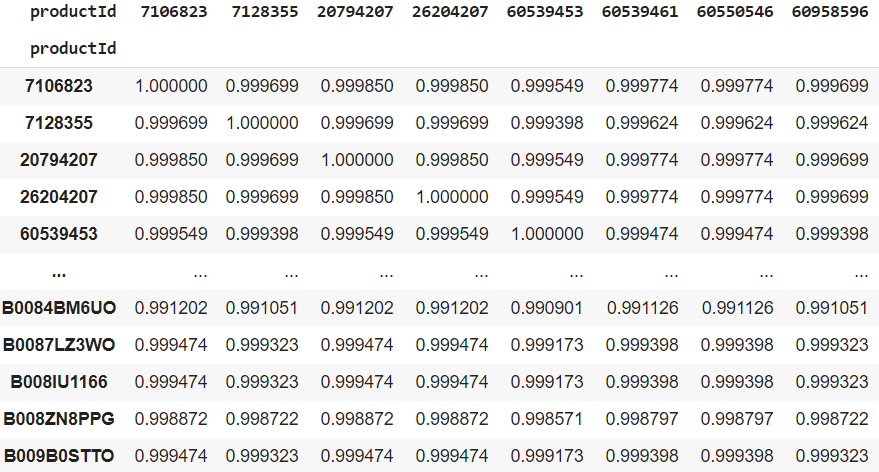 productId 7106823 7128355 20794207 26204207 60539453 60539461 60550546 60958596
productId
7106823 1.000000 0.999699 0.999850 0.999850 0.999549 0.999774 0.999774 0.999699
7128355 0.999699 1.000000 0.999699 0.999699 0.999398 0.999624 0.999624 0.999624
20794207 0.999850 0.999699 1.000000 0.999850 0.999549 0.999774 0.999774 0.999699
26204207 0.999850 0.999699 0.999850 1.000000 0.999549 0.999774 0.999774 0.999699
60539453 0.999549 0.999398 0.999549 0.999549 1.000000 0.999474 0.999474 0.999398
... ... ... ... ... ... ... ... ...
B0084BM6UO 0.991202 0.991051 0.991202 0.991202 0.990901 0.991126 0.991126 0.991051
B0087LZ3WO 0.999474 0.999323 0.999474 0.999474 0.999173 0.999398 0.999398 0.999323
B008IU1166 0.999474 0.999323 0.999474 0.999474 0.999173 0.999398 0.999398 0.999323
B008ZN8PPG 0.998872 0.998722 0.998872 0.998872 0.998571 0.998797 0.998797 0.998722
B009B0STTO 0.999474 0.999323 0.999474 0.999474 0.999173 0.999398 0.999398 0.999323